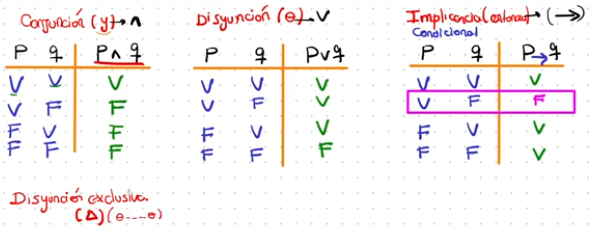 Conjunción (y) → ∧
P q P ∧ q
V V V
V F F
F V F
F F F
Disyunción (o) → V
P q P V q
V V V
V F V
F V V
F F F
Implicancia (entonces) → (→)
Condicional
P q P → q
V V V
V F F
F V V
F F V
Disyunción exclusiva.
(Δ) (o...o)